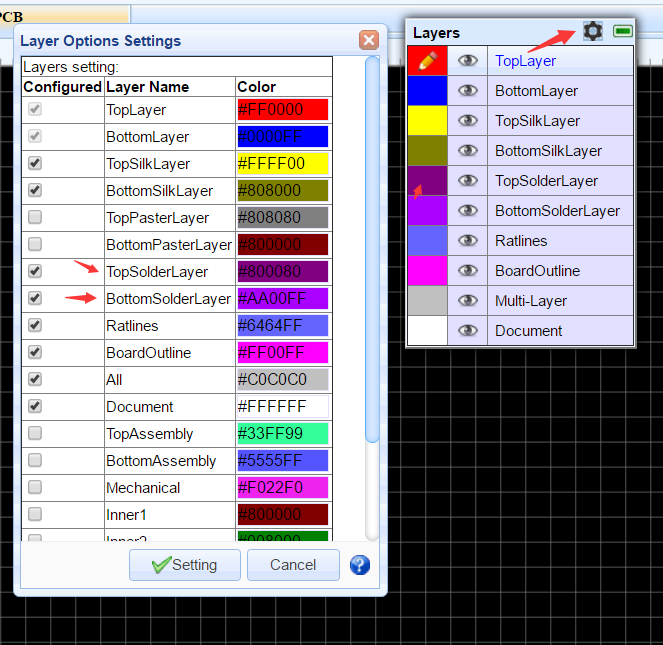 PCB
Layer Options Settings
Layers setting:
Configured Layer Name Color
TopLayer #FF0000
BottomLayer #0000FF
TopSilkLayer #FFFF00
BottomSilkLayer #808000
TopPasterLayer #808080
BottomPasterLayer #800000
TopSolderLayer #800080
BottomSolderLayer #AA00FF
Ratlines #6464FF
BoardOutline #FF00FF
All #C0C0C0
Document #FFFFFF
TopAssembly #33FF99
BottomAssembly #5555FF
Mechanical #F022F0
Inner1 #800000
Inner2 #008000
Setting Cancel
Layers
TopLayer
BottomLayer
TopSilkLayer
BottomSilkLayer
TopSolderLayer
BottomSolderLayer
Ratlines
BoardOutline
Multi-Layer
Document